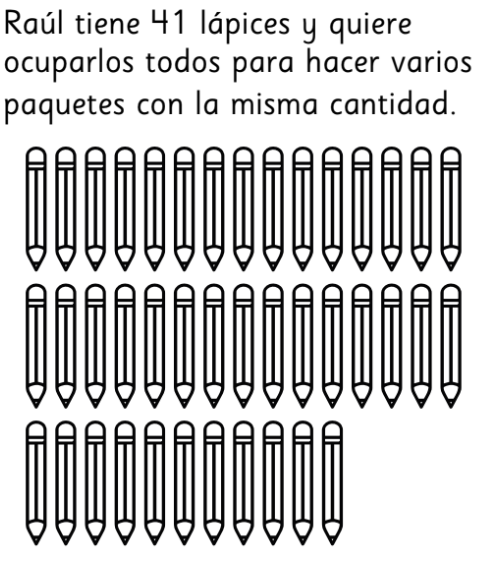 Raúl tiene 41 lápices y quiere
ocuparlos todos para hacer varios
paquetes con la misma cantidad.